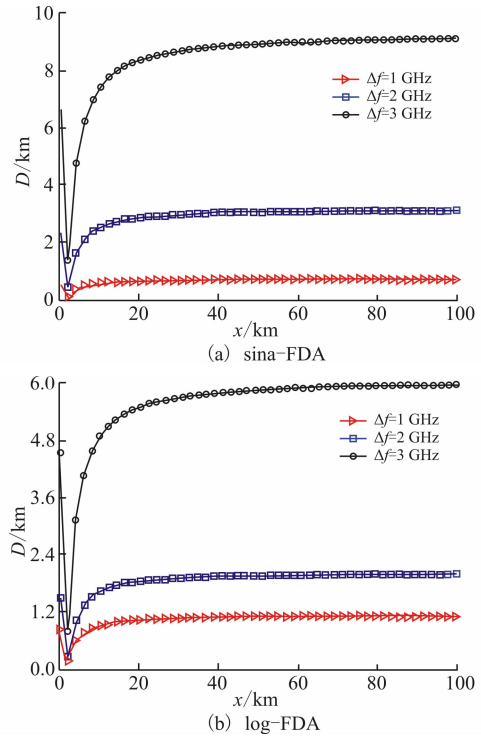 10
8
6
4
2
0
D/km
Δf=1 GHz
Δf=2 GHz
Δf=3 GHz
0 20 40 60 80 100
x/km
(a) sina-FDA
6.0
4.8
3.6
2.4
1.2
0.0
D/km
Δf=1 GHz
Δf=2 GHz
Δf=3 GHz
0 20 40 60 80 100
x/km
(b) log-FDA